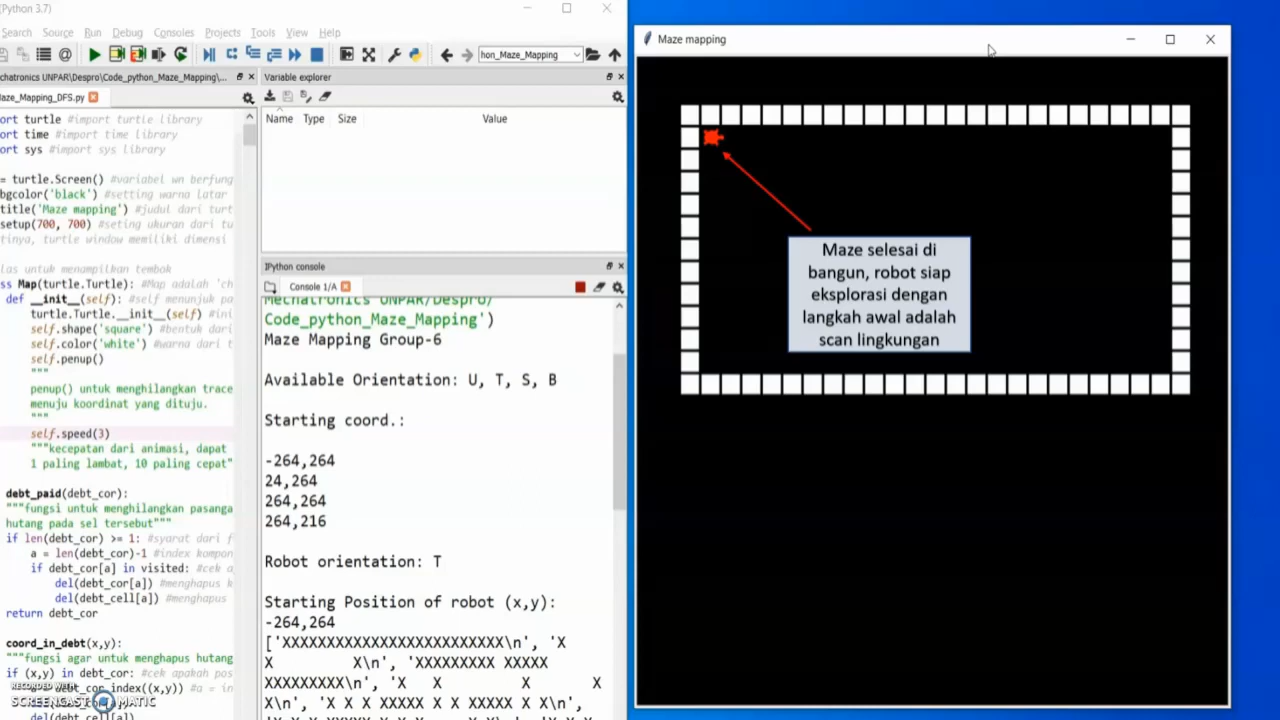 (Python 3.7)
Search Source Run Debug Consoles Projects Tools View Help
hon_Maze_Mapping
chatronics UNPAR/Despro\Code_python_Maze_Mapping\...
aze_Mapping_DFS.py
ort turtle #import turtle library
ort time #import time library
ort sys #import sys library
= turtle.Screen() #variabel wn berfung
bgcolor('black') #setting warna latar
title('Maze mapping') #judul dari turt
setup(700, 700) #seting ukuran dari tu
tinya, turtle window memiliki dimensi
las untuk menampilkan tembok
ss Map(turtle.Turtle): #Map adalah 'ch
def __init__(self): #self menunjuk pa
turtle.Turtle.__init__(self) #ini
self.shape('square') #bentuk dari
self.color('white') #warna dari t
self.penup()
"""
penup() untuk menghilangkan trace
menuju koordinat yang dituju.
"""
self.speed(3)
"""kecepatan dari animasi, dapat
1 paling lambat, 10 paling cepat"
debt_paid(debt_cor):
"""fungsi untuk menghilangkan pasanga
hutang pada sel tersebut"""
if len(debt_cor) >= 1: #syarat dari f
a = len(debt_cor)-1 #index kompon
if debt_cor[a] in visited: #cek a
del(debt_cor[a]) #menghapus k
del(debt_cell[a]) #menghapus
return debt_cor
coord_in_debt(x,y):
"""fungsi agar untuk menghapus hutang
if (x,y) in debt_cor: #cek apakah pos
debt_cor_index((x,y)) #a = in
del(debt_cell[a])
RECORDED WITH
SCREENCAST MATIC
Variable explorer
Name Type Size Value
IPython console
Console 1/A
Mechatronics UNPAR/Despro/
Code_python_Maze_Mapping')
Maze Mapping Group-6
Available Orientation: U, T, S, B
Starting coord.:
-264,264
24,264
264,264
264,216
Robot orientation: T
Starting Position of robot (x,y):
-264,264
['XXXXXXXXXXXXXXXXXXXXXXXXX\n', 'X
X X\n', 'XXXXXXXXX XXXXX
XXXXXXXXX\n', 'X X X X
X\n', 'X X X XXXXX X X XXXXX X
Maze mapping
Maze selesai di
bangun, robot siap
eksplorasi dengan
langkah awal adalah
scan lingkungan